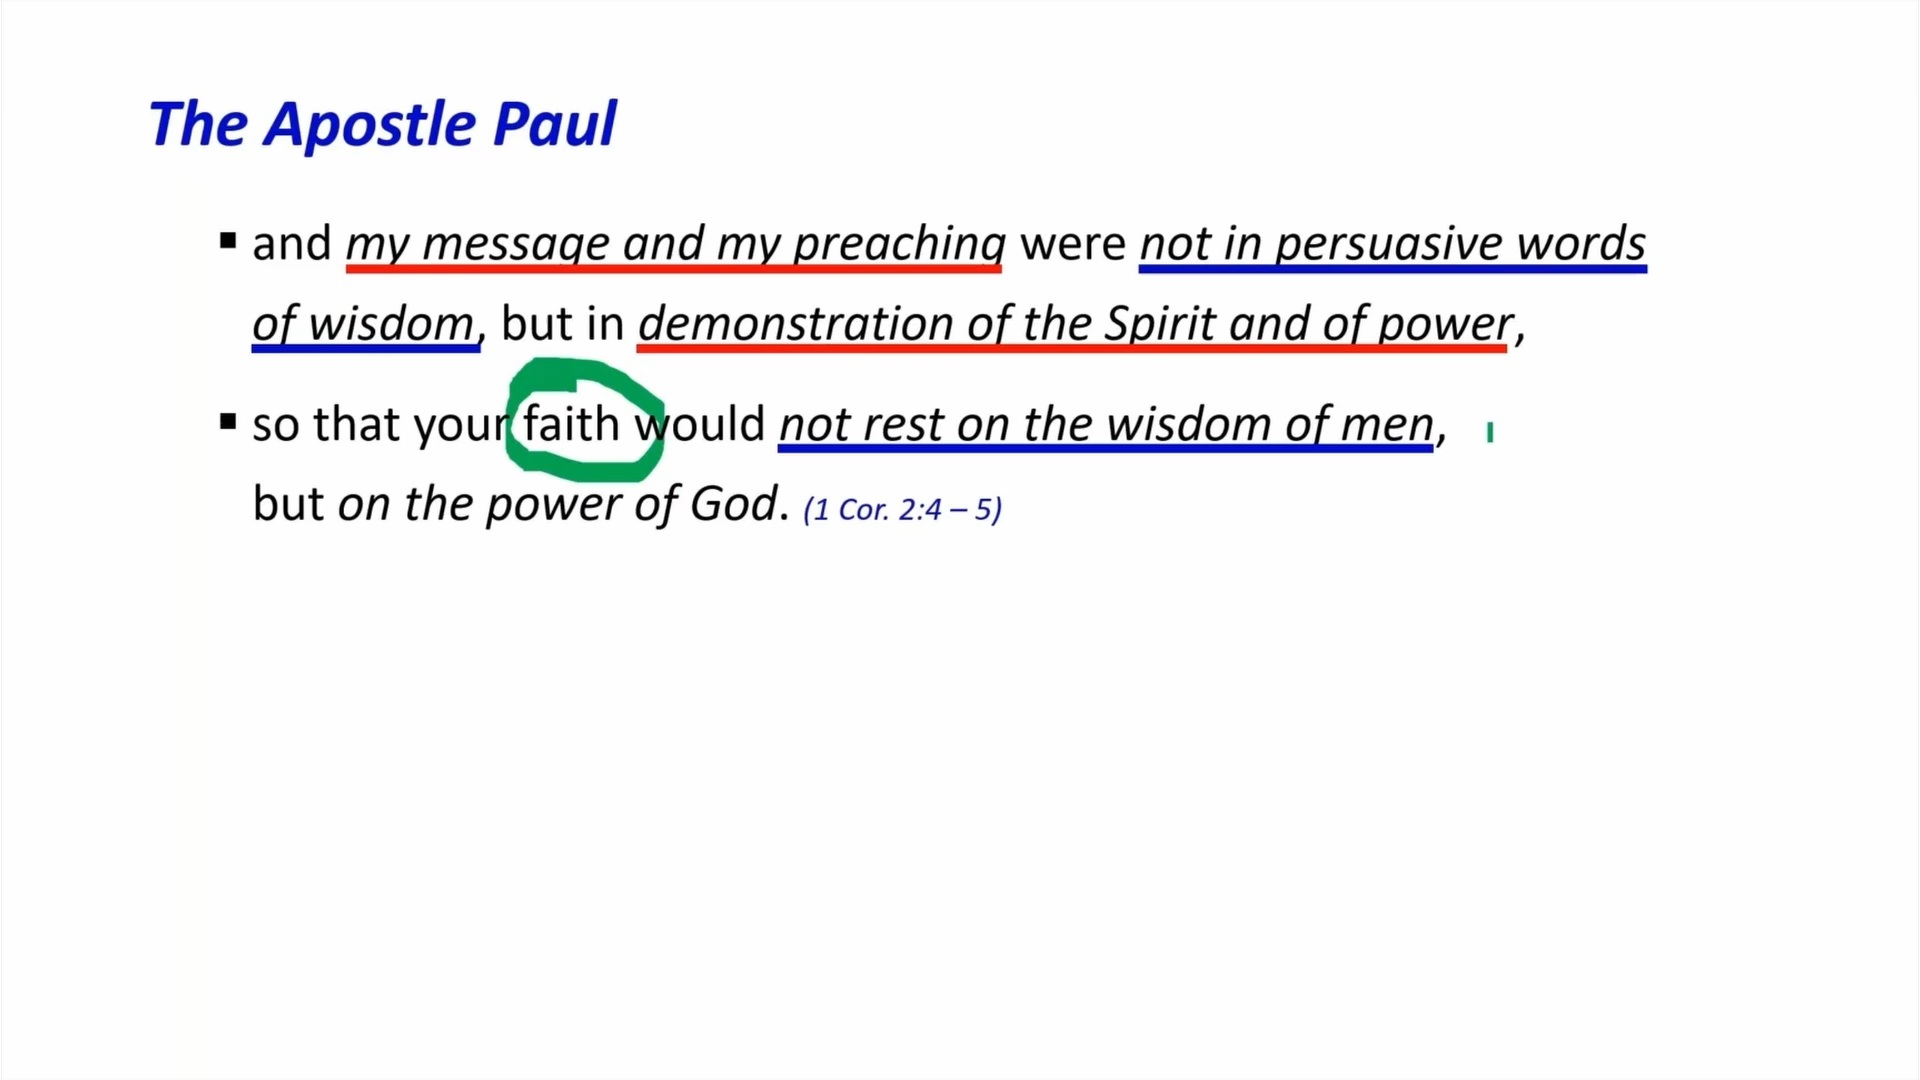 The Apostle Paul
▪ and my message and my preaching were not in persuasive words
of wisdom, but in demonstration of the Spirit and of power,
▪ so that your faith would not rest on the wisdom of men,
but on the power of God. (1 Cor. 2:4 – 5)